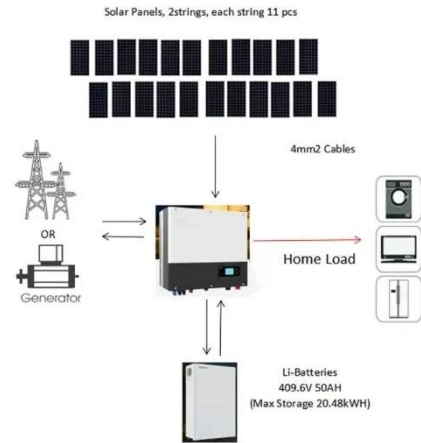 Solar Panels, 2strings, each string 11 pcs
4mm2 Cables
OR
Generator
Home Load
Li-Batteries
409.6V 50AH
(Max Storage 20.48kWH)